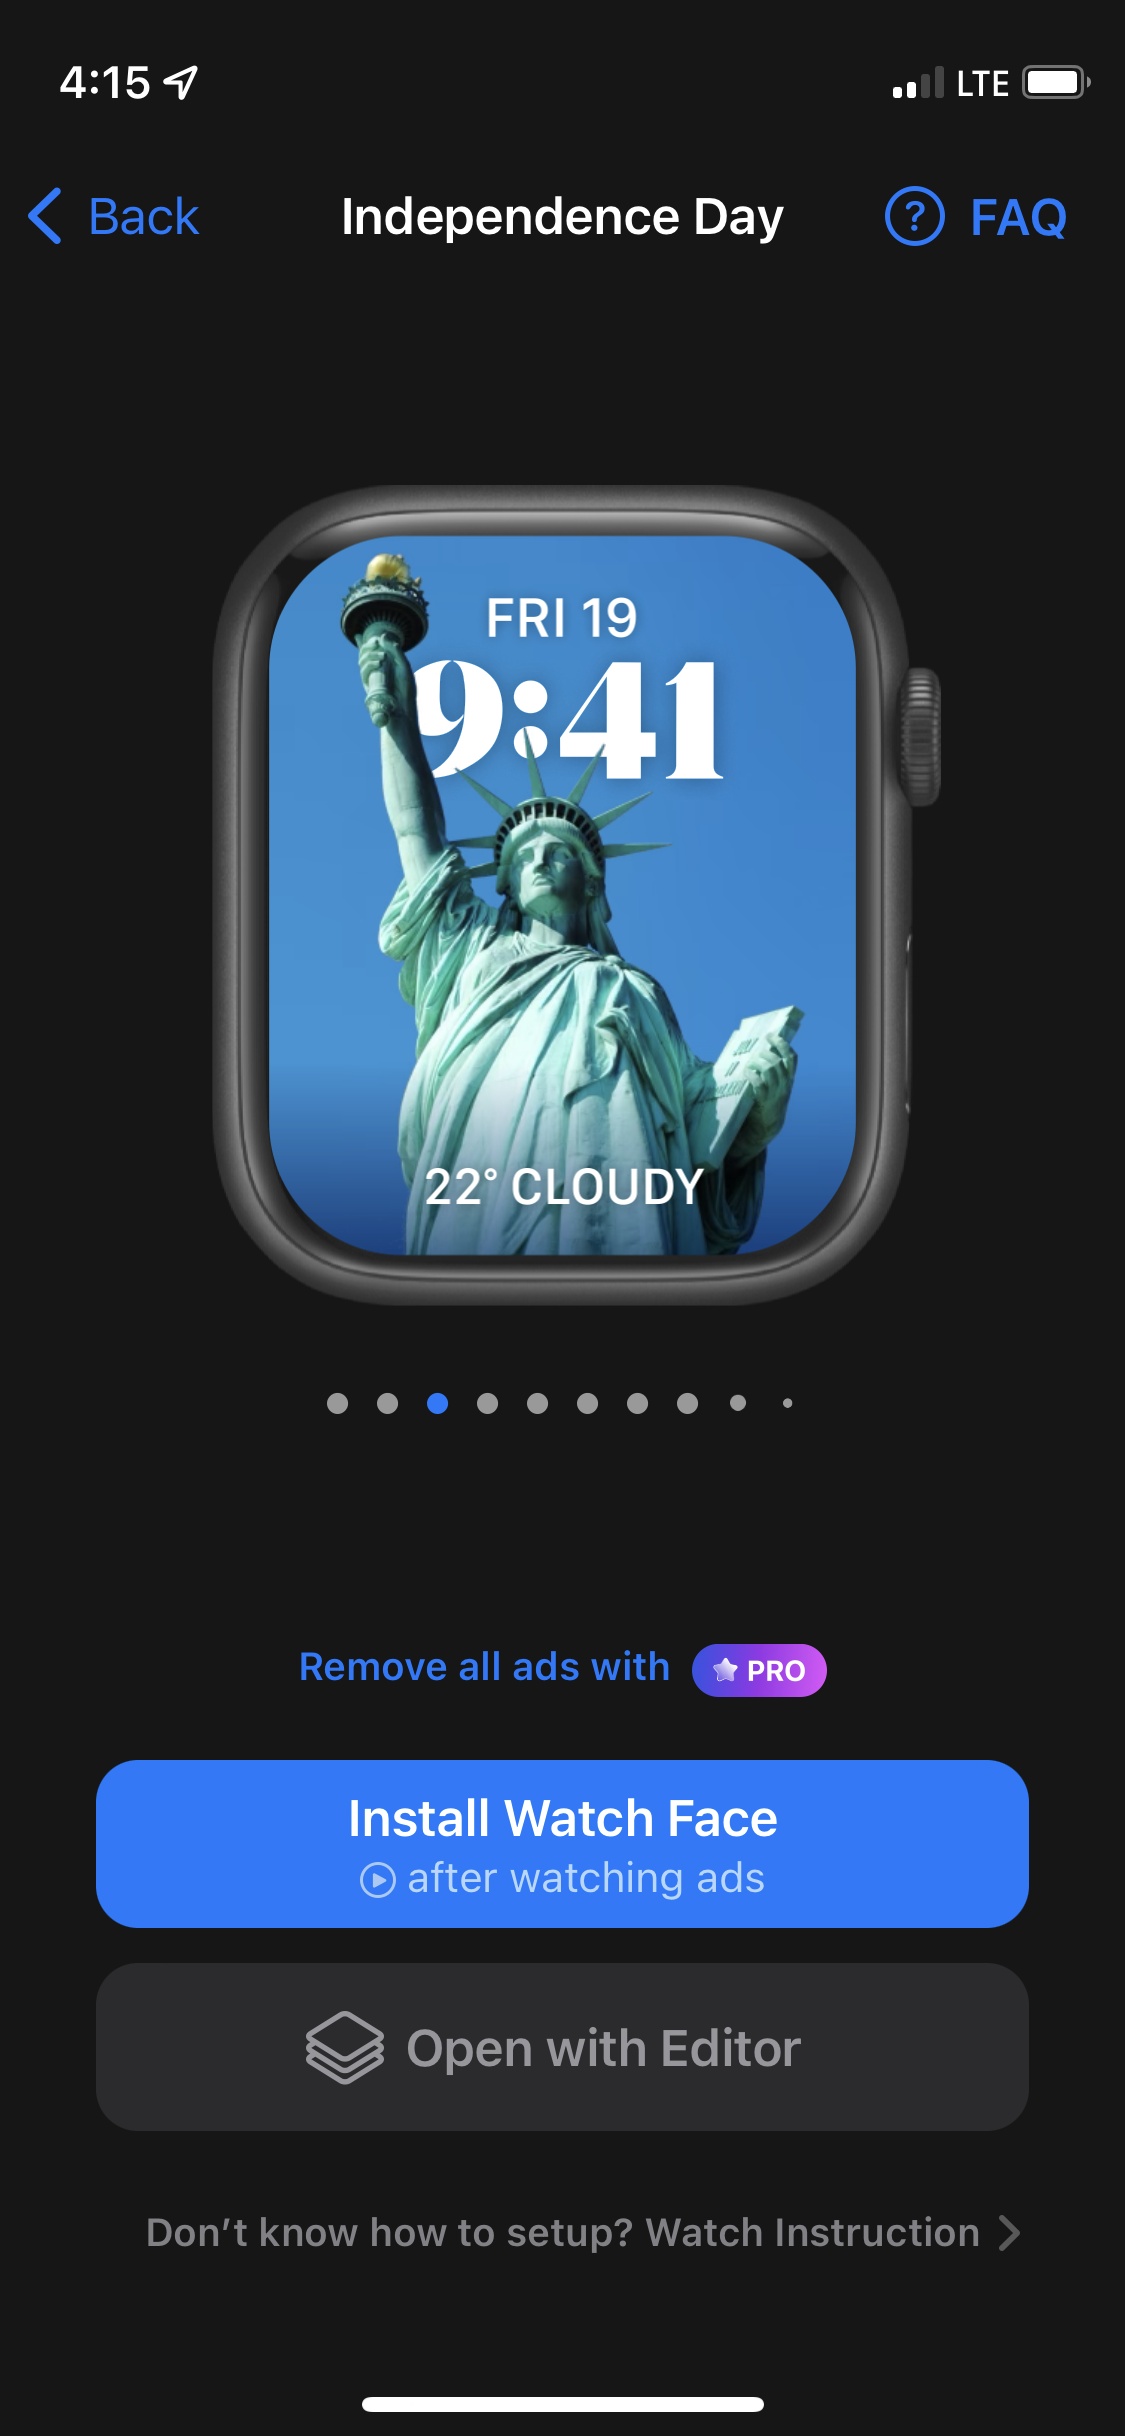 4:15 LTE
Back Independence Day ? FAQ
FRI 19
9:41
22° CLOUDY
Remove all ads with PRO
Install Watch Face
after watching ads
Open with Editor
Don’t know how to setup? Watch Instruction